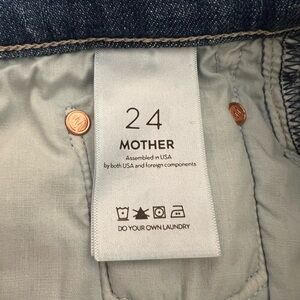 24
MOTHER
Assembled in USA
by both USA and foreign components
DO YOUR OWN LAUNDRY